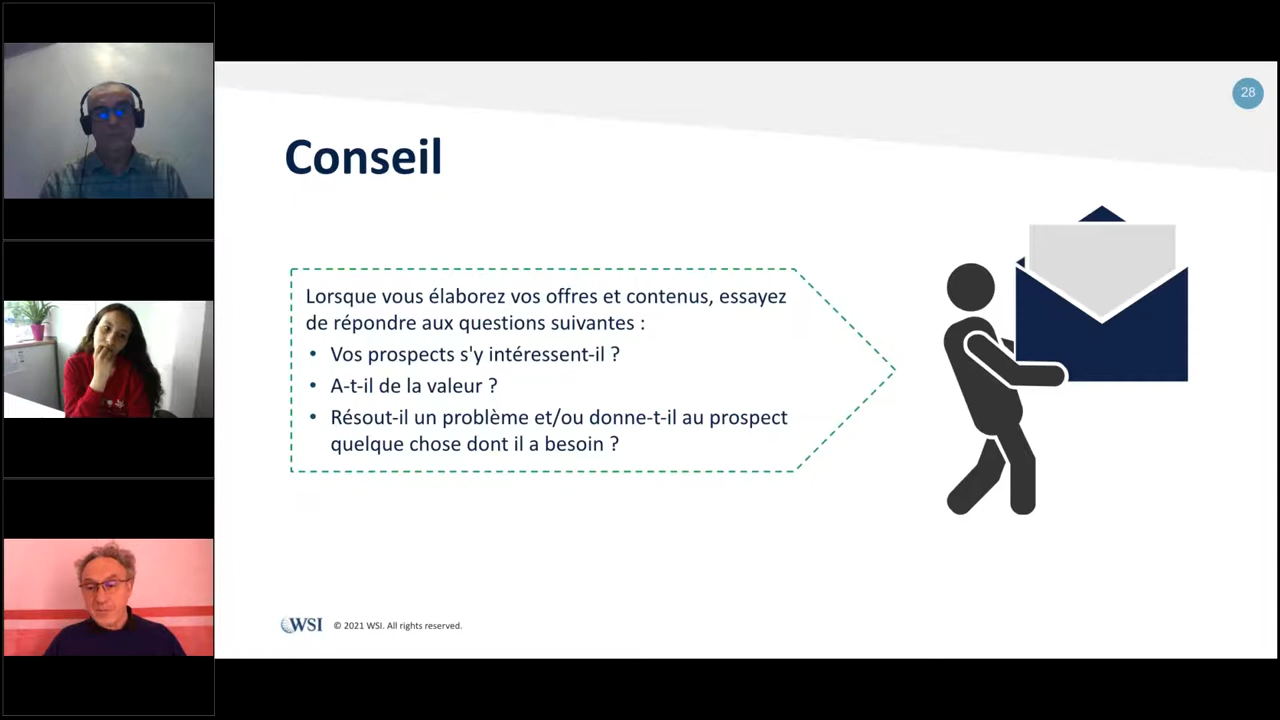 28
Conseil
Lorsque vous élaborez vos offres et contenus, essayez
de répondre aux questions suivantes :
• Vos prospects s'y intéressent-il ?
• A-t-il de la valeur ?
• Résout-il un problème et/ou donne-t-il au prospect
quelque chose dont il a besoin ?
WSI © 2021 WSI. All rights reserved.